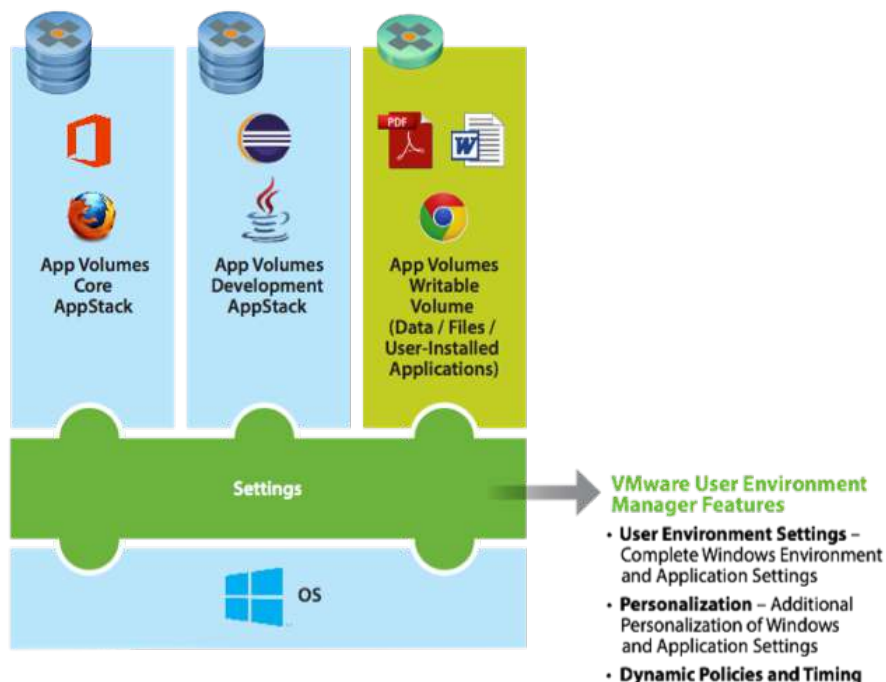 App Volumes
Core
AppStack
App Volumes
Development
AppStack
PDF
W
App Volumes
Writable
Volume
(Data / Files /
User-Installed
Applications)
Settings
OS
VMware User Environment
Manager Features
• User Environment Settings –
Complete Windows Environment
and Application Settings
• Personalization – Additional
Personalization of Windows
and Application Settings
• Dynamic Policies and Timing